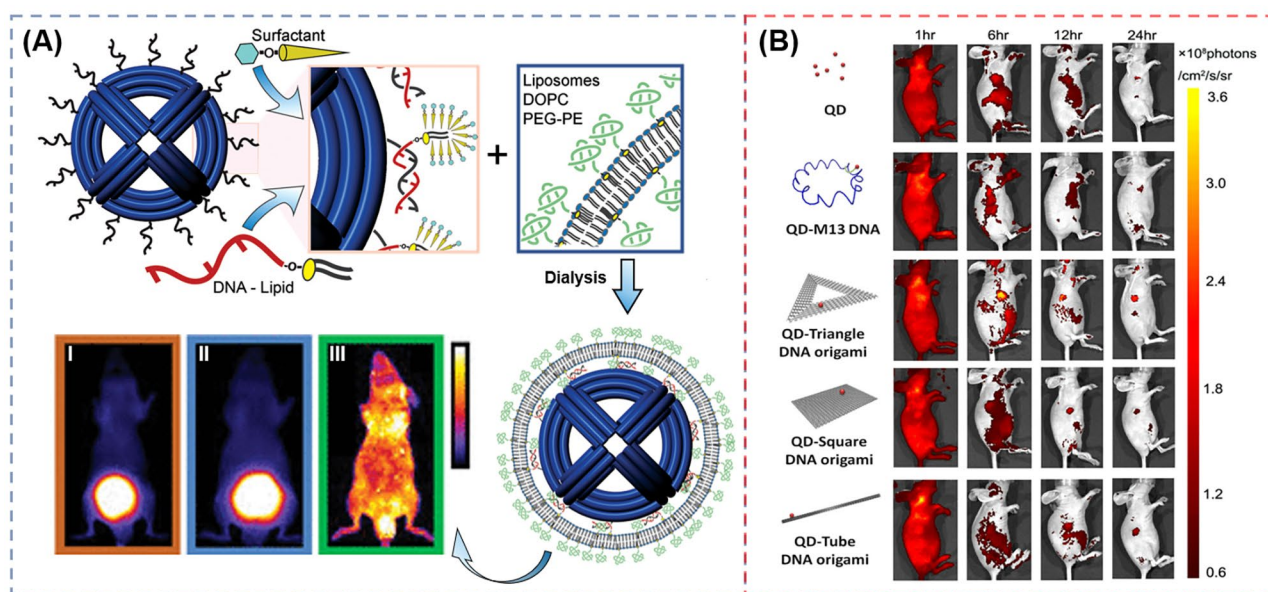 (A)
Surfactant
DNA - Lipid
Liposomes
DOPC
PEG-PE
Dialysis
I
II
III
(B)
1hr
6hr
12hr
24hr
×10⁸photons
/cm²/s/sr
QD
QD-M13 DNA
QD-Triangle
DNA origami
QD-Square
DNA origami
QD-Tube
DNA origami
3.6
3.0
2.4
1.8
1.2
0.6